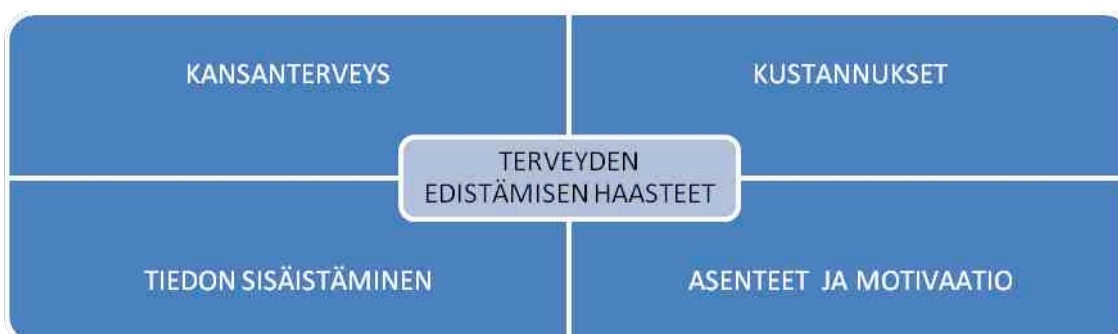 KANSANTERVEYS
KUSTANNUKSET
TERVEYDEN
EDISTÄMISEN HAASTEET
TIEDON SISÄISTÄMINEN
ASENTEET JA MOTIVAATIO